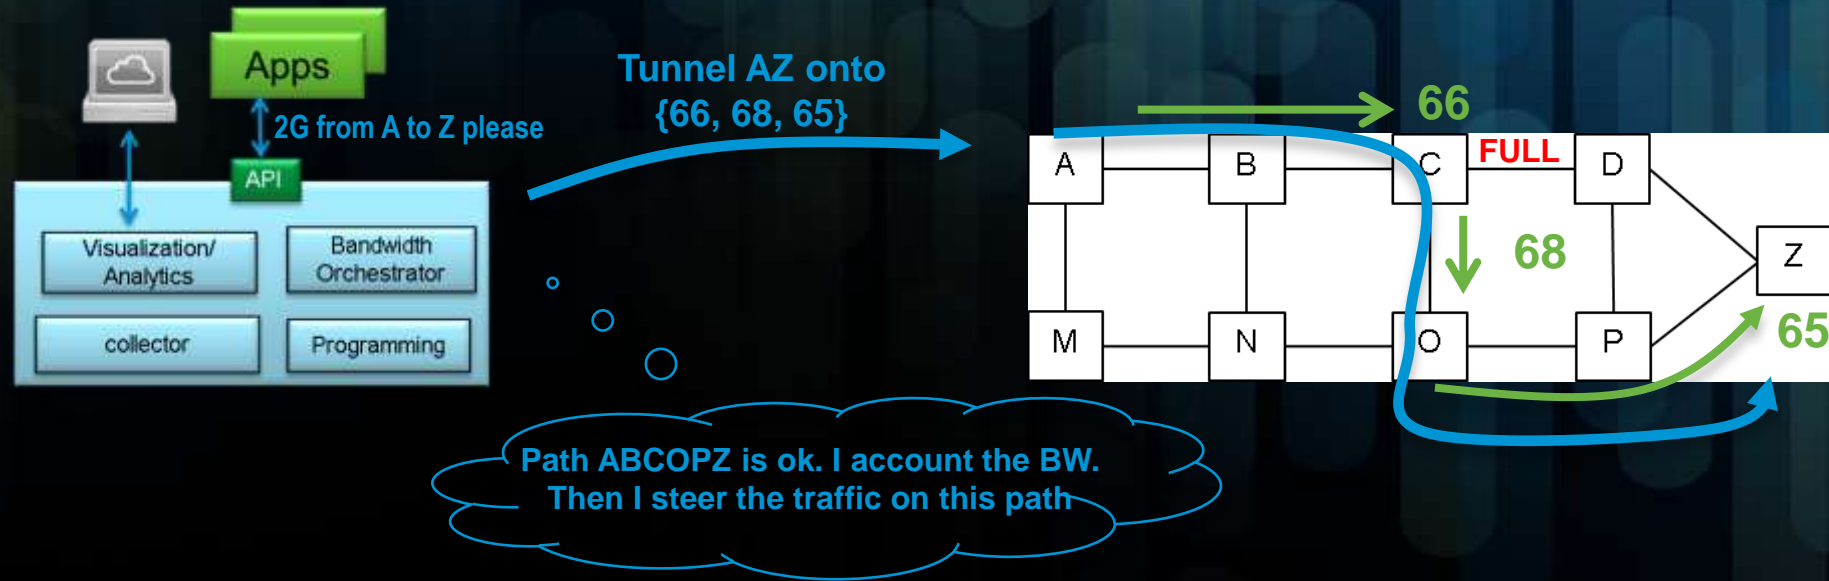 Apps
2G from A to Z please
API
Visualization/
Analytics
Bandwidth
Orchestrator
collector
Programming
Tunnel AZ onto
{66, 68, 65}
Path ABCOPZ is ok. I account the BW.
Then I steer the traffic on this path
66
A
B
C
FULL
D
68
Z
M
N
O
P
65